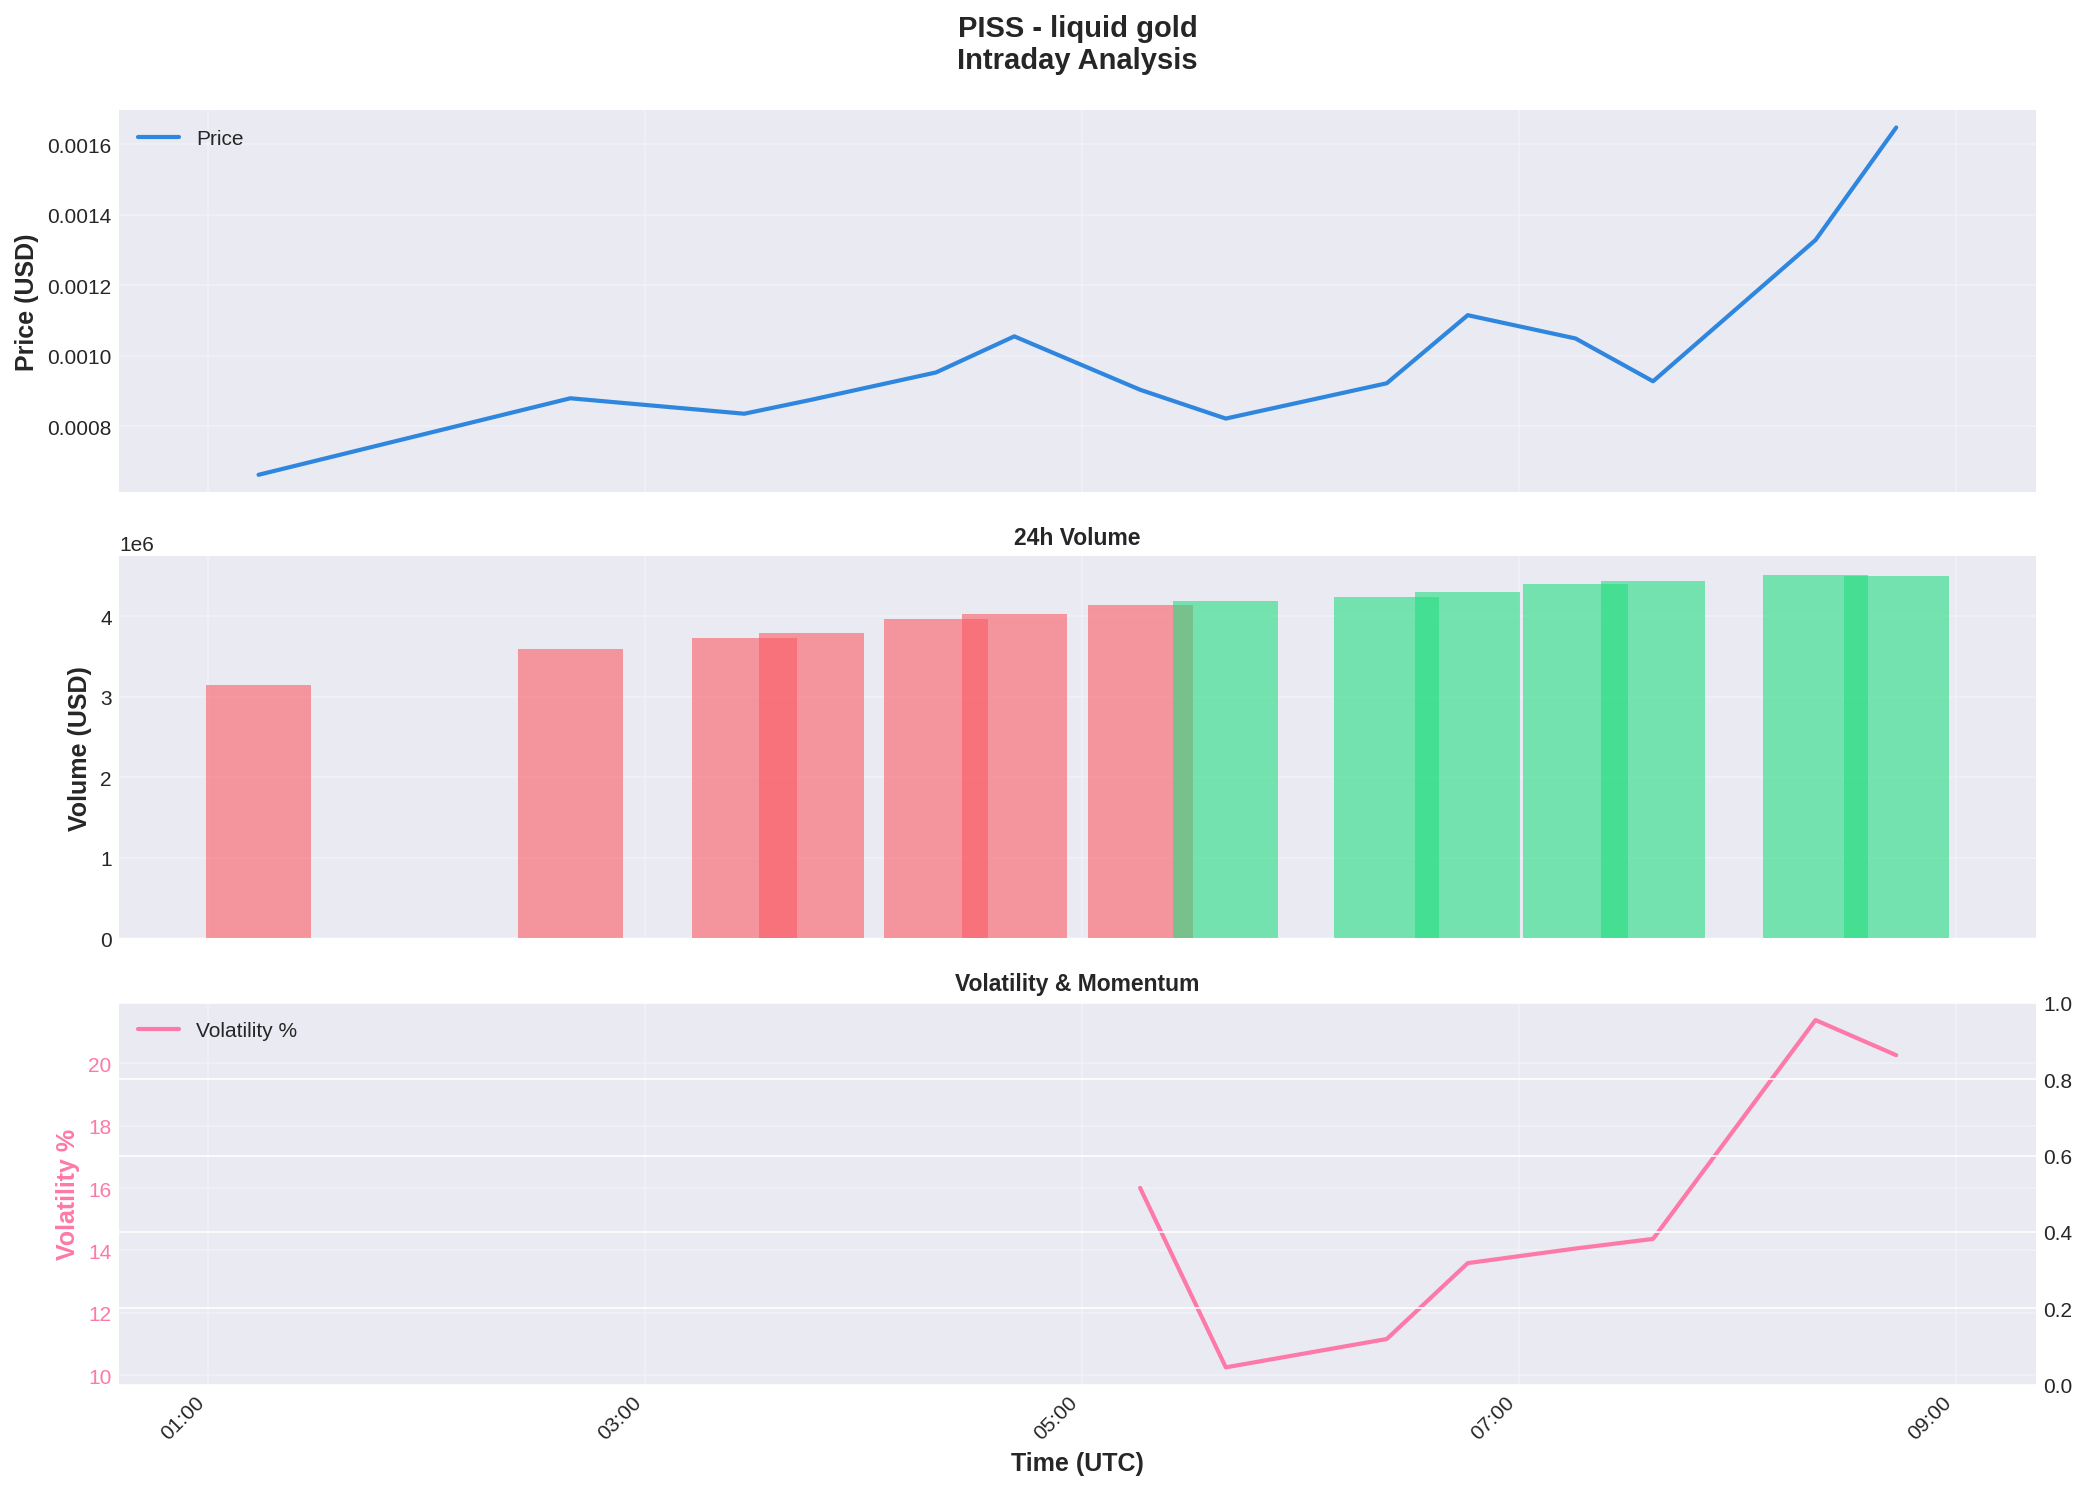 PISS - liquid gold
Intraday Analysis
Price
0.0016
0.0014
0.0012
0.0010
0.0008
Price (USD)
24h Volume
1e6
4
3
2
1
0
Volume (USD)
Volatility & Momentum
Volatility %
20
18
16
14
12
10
Volatility %
1.0
0.8
0.6
0.4
0.2
0.0
01:00
03:00
05:00
07:00
09:00
Time (UTC)